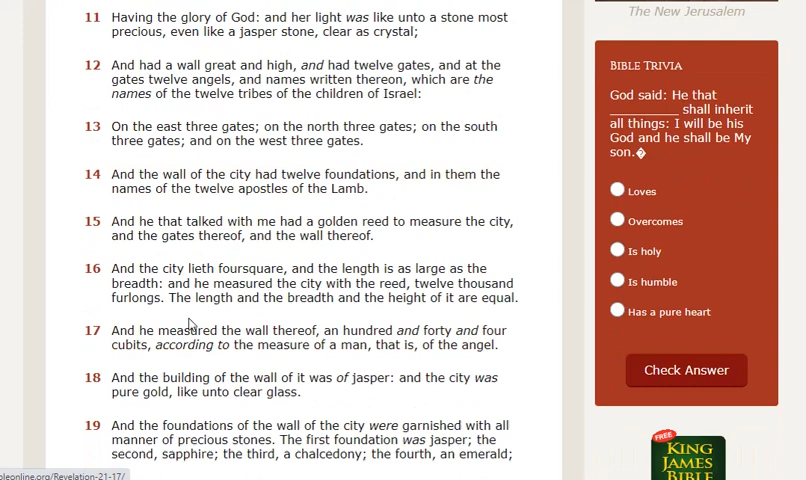 11 Having the glory of God: and her light was like unto a stone most
precious, even like a jasper stone, clear as crystal;
12 And had a wall great and high, and had twelve gates, and at the
gates twelve angels, and names written thereon, which are the
names of the twelve tribes of the children of Israel:
13 On the east three gates; on the north three gates; on the south
three gates; and on the west three gates.
14 And the wall of the city had twelve foundations, and in them the
names of the twelve apostles of the Lamb.
15 And he that talked with me had a golden reed to measure the city,
and the gates thereof, and the wall thereof.
16 And the city lieth foursquare, and the length is as large as the
breadth: and he measured the city with the reed, twelve thousand
furlongs. The length and the breadth and the height of it are equal.
17 And he measured the wall thereof, an hundred and forty and four
cubits, according to the measure of a man, that is, of the angel.
18 And the building of the wall of it was of jasper: and the city was
pure gold, like unto clear glass.
19 And the foundations of the wall of the city were garnished with all
manner of precious stones. The first foundation was jasper; the
second, sapphire; the third, a chalcedony; the fourth, an emerald;
bleonline.org/Revelation-21-17/
The New Jerusalem
BIBLE TRIVIA
God said: He that
__________ shall inherit
all things: I will be his
God and he shall be My
son.�
Loves
Overcomes
Is holy
Is humble
Has a pure heart
Check Answer
FREE
KING
JAMES
BIBLE